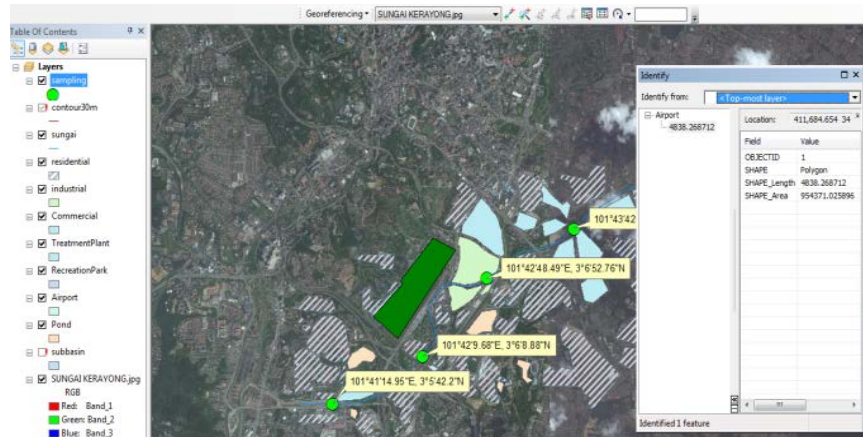 Georeferencing
SUNGAI KERAYONG.jpg
Table Of Contents
Layers
sampling
contour30m
sungai
residential
industrial
Commercial
TreatmentPlant
RecreationPark
Airport
Pond
subbasin
SUNGAI KERAYONG.jpg
RGB
Red: Band_1
Green: Band_2
Blue: Band_3
101°43'42
101°42'48.49"E, 3°6'52.76"N
101°42'9.68"E, 3°6'8.88"N
101°41'14.95"E, 3°5'42.2"N
Identify
Identify from: <Top-most layer>
Airport
4838.268712
Location: 411,684.654 34
Field Value
OBJECTID 1
SHAPE Polygon
SHAPE_Length 4838.268712
SHAPE_Area 954371.025896
Identified 1 feature